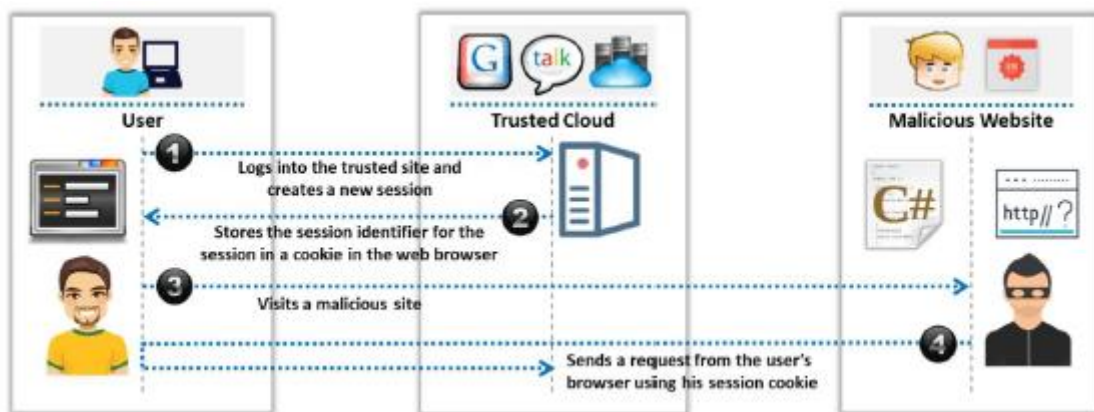 G
talk
User
Trusted Cloud
Malicious Website
1
Logs into the trusted site and
creates a new session
C#
http//?
2
Stores the session identifier for the
session in a cookie in the web browser
3
Visits a malicious site
4
Sends a request from the user's
browser using his session cookie